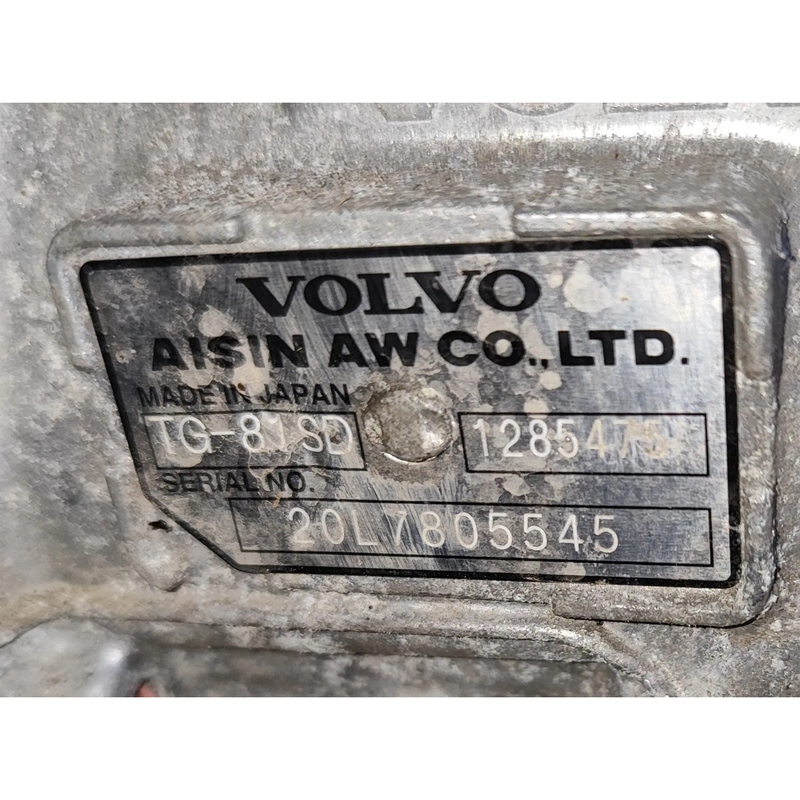 VOLVO
AISIN AW CO., LTD.
MADE IN JAPAN
TG-81SD 1285475
SERIAL NO.
20L7805545